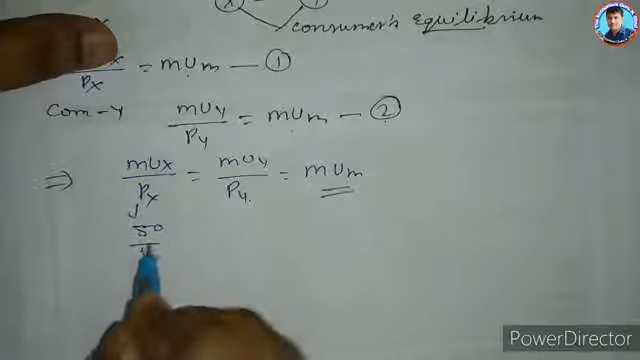 X Y
consumer's equilibrium
x
Px = mUm — ①
Com-Y mUy / Py = mUm — ②
⇒ mUx / Px = mUy / Py = mUm
50
PowerDirector